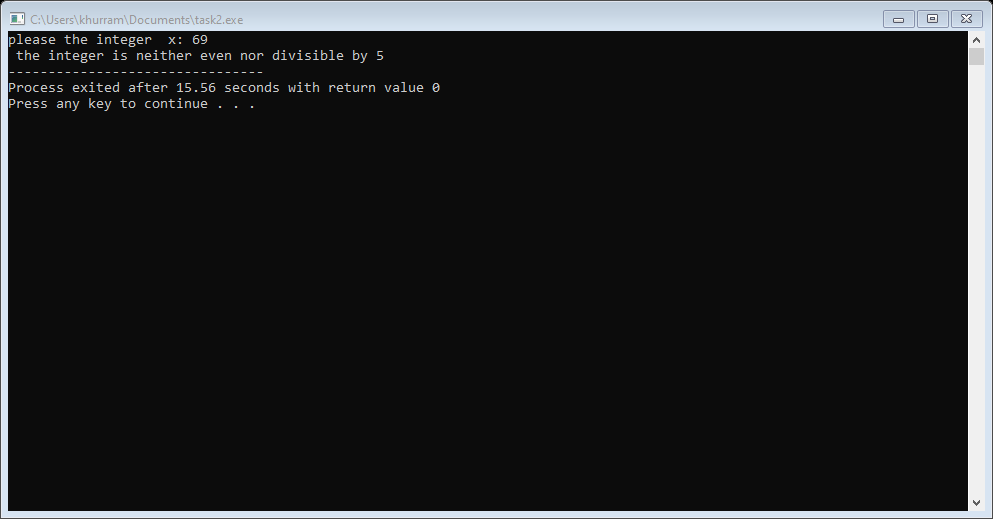 C:\Users\khurram\Documents\task2.exe
please the integer  x: 69
 the integer is neither even nor divisible by 5
--------------------------------
Process exited after 15.56 seconds with return value 0
Press any key to continue . . .